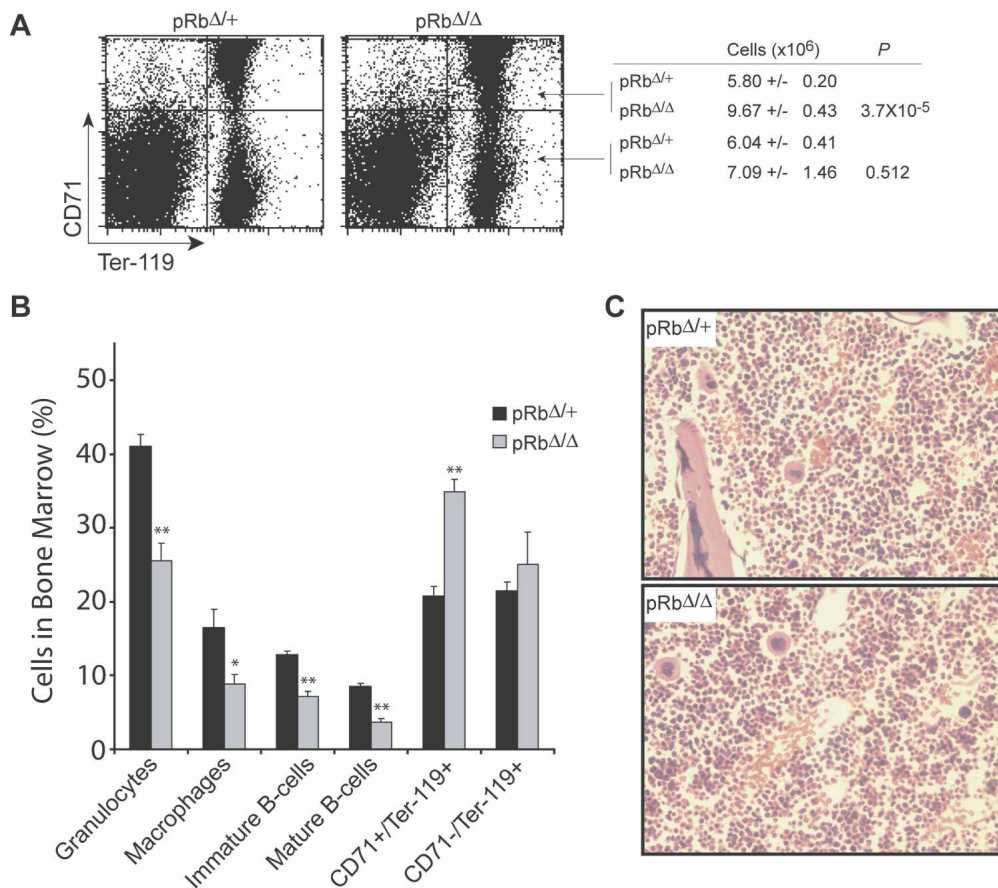 A
pRbΔ/+
pRbΔ/Δ
CD71
Ter-119
Cells (x10⁶) P
pRbΔ/+ 5.80 +/- 0.20
pRbΔ/Δ 9.67 +/- 0.43 3.7X10⁻⁵
pRbΔ/+ 6.04 +/- 0.41
pRbΔ/Δ 7.09 +/- 1.46 0.512
B
Cells in Bone Marrow (%)
50
40
30
20
10
0
pRbΔ/+
pRbΔ/Δ
**
*
**
**
**
Granulocytes
Macrophages
Immature B-cells
Mature B-cells
CD71+/Ter-119+
CD71-/Ter-119+
C
pRbΔ/+
pRbΔ/Δ